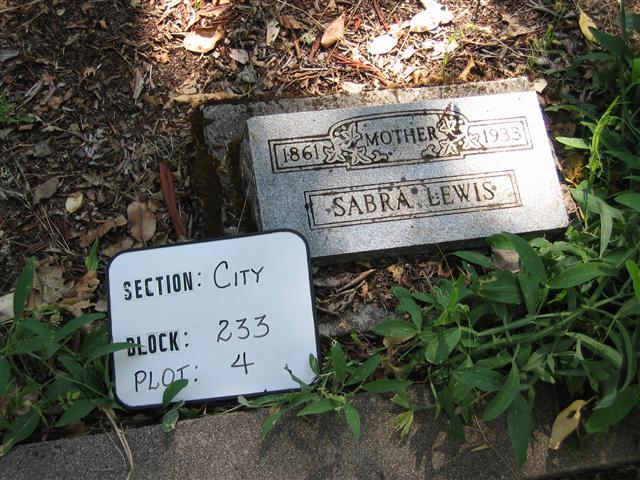 1861 MOTHER 1933
SABRA LEWIS
SECTION: CITY
BLOCK: 233
PLOT: 4